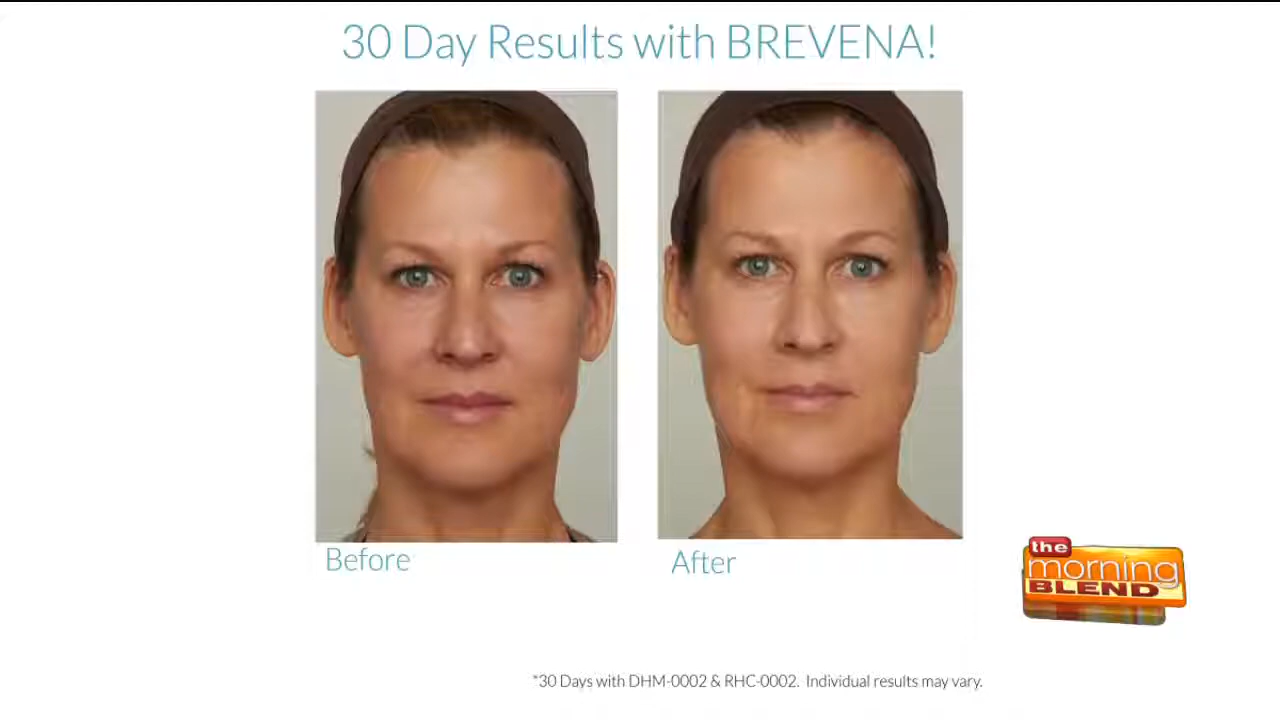 30 Day Results with BREVENA!
Before
After
the
morning
BLEND
*30 Days with DHM-0002 & RHC-0002. Individual results may vary.